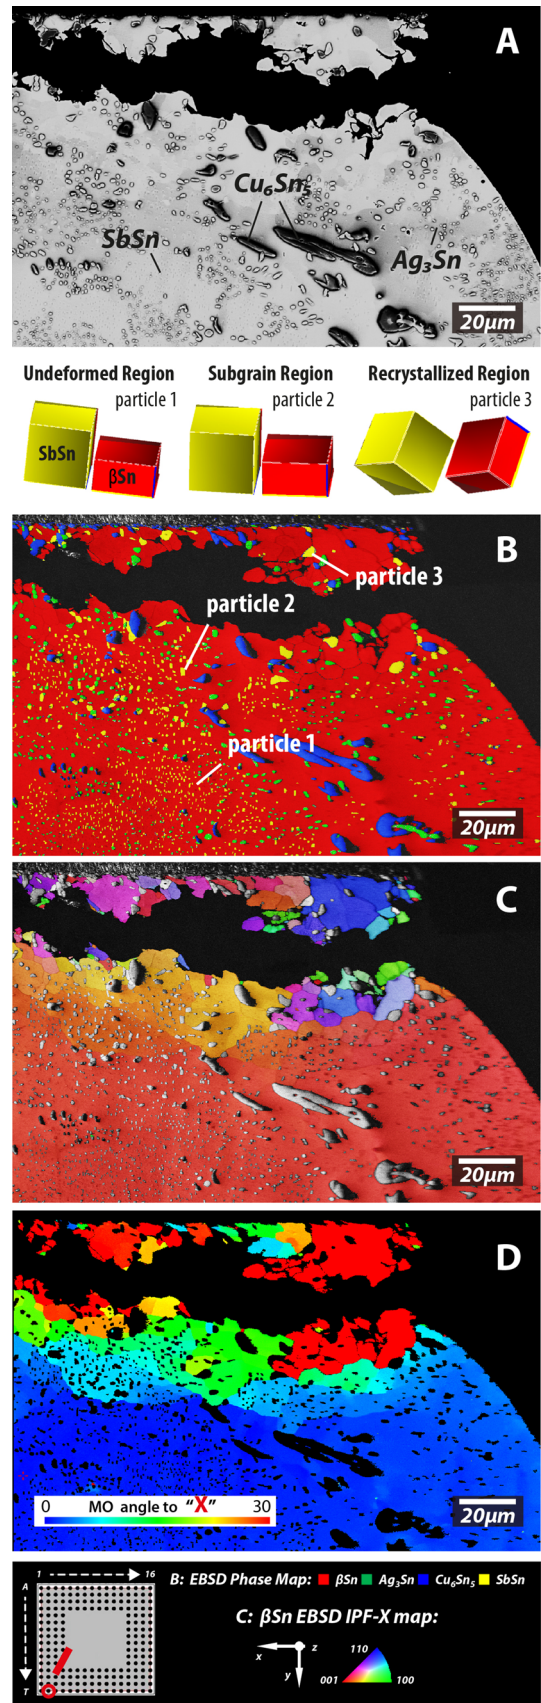 A
Cu₆Sn₅
SbSn
Ag₃Sn
20µm
Undeformed Region Subgrain Region Recrystallized Region
particle 1 particle 2 particle 3
SbSn
βSn
B
particle 3
particle 2
particle 1
20µm
C
20µm
D
0 MO angle to "X" 30
20µm
1 16
A
T
B: EBSD Phase Map: βSn Ag₃Sn Cu₆Sn₅ SbSn
C: βSn EBSD IPF-X map:
x z
y
110
001 100